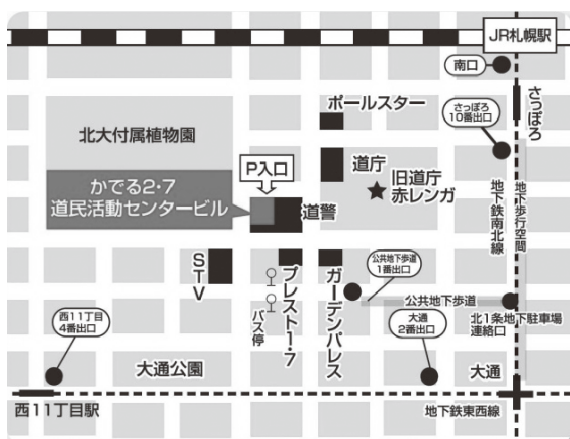 JR札幌駅
南口
さっぽろ
さっぽろ
10番出口
ポールスター
北大付属植物園
P入口
道庁
旧道庁
赤レンガ
かでる2・7
道民活動センタービル
道警
地下鉄南北線
地下歩行空間
STV
プレスト1・7
ガーデンパレス
公共地下歩道
1番出口
公共地下歩道
バス停
北1条地下駐車場
連絡口
西11丁目
4番出口
大通公園
大通
2番出口
大通
西11丁目駅
地下鉄東西線